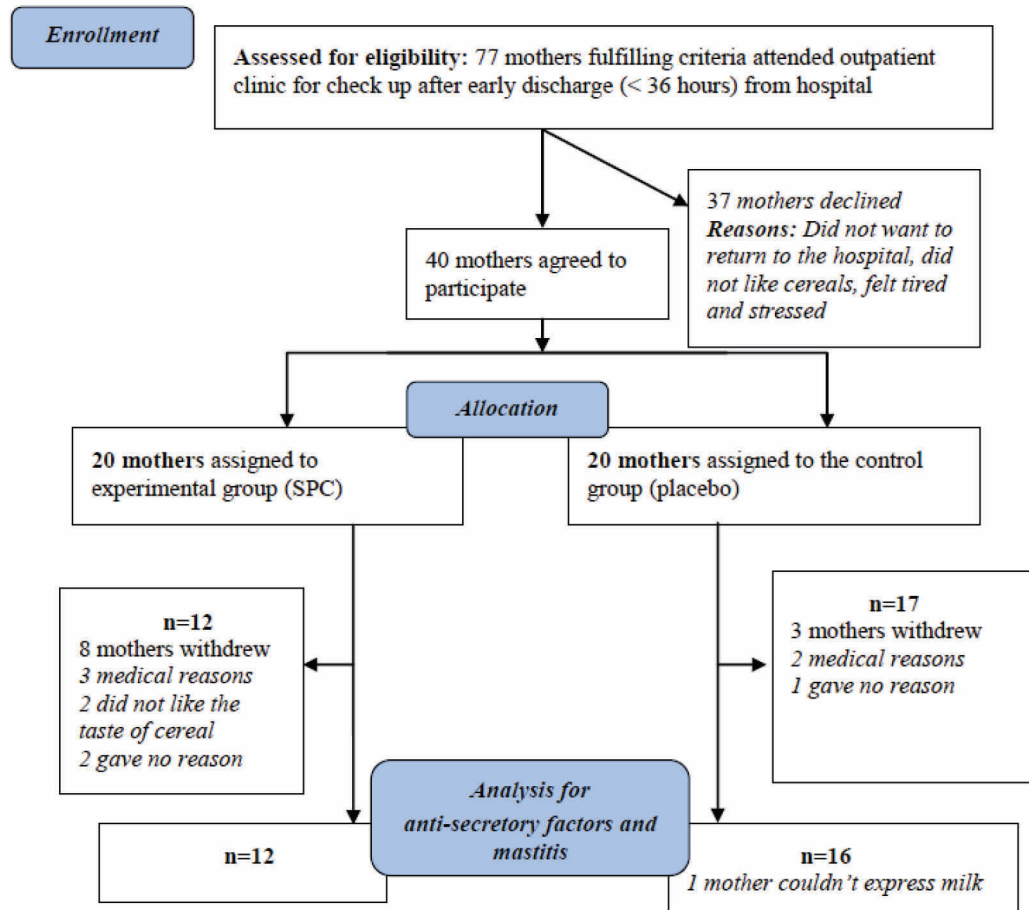 Enrollment
Assessed for eligibility: 77 mothers fulfilling criteria attended outpatient
clinic for check up after early discharge (< 36 hours) from hospital
37 mothers declined
Reasons: Did not want to
return to the hospital, did
not like cereals, felt tired
and stressed
40 mothers agreed to
participate
Allocation
20 mothers assigned to
experimental group (SPC)
20 mothers assigned to the control
group (placebo)
n=12
8 mothers withdrew
3 medical reasons
2 did not like the
taste of cereal
2 gave no reason
n=17
3 mothers withdrew
2 medical reasons
1 gave no reason
Analysis for
anti-secretory factors and
mastitis
n=12
n=16
1 mother couldn’t express milk